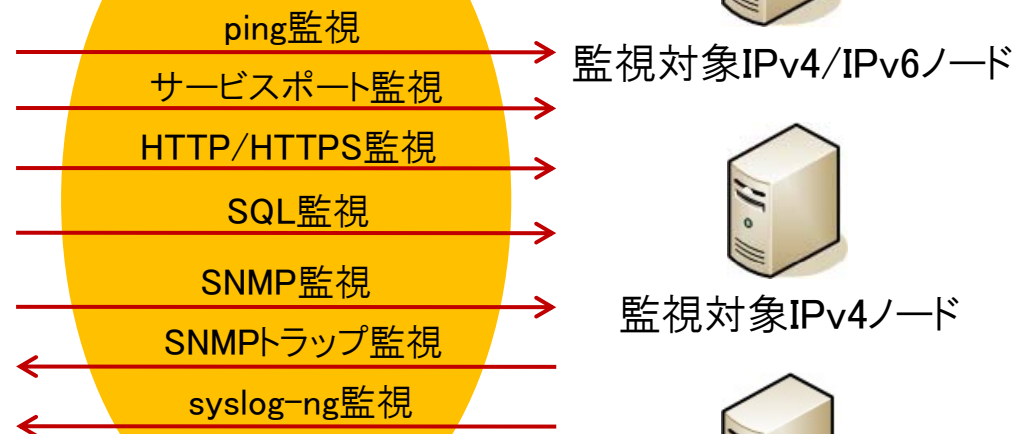 ping監視
サービスポート監視
HTTP/HTTPS監視
SQL監視
SNMP監視
SNMPトラップ監視
syslog-ng監視
監視対象IPv4/IPv6ノード
監視対象IPv4ノード